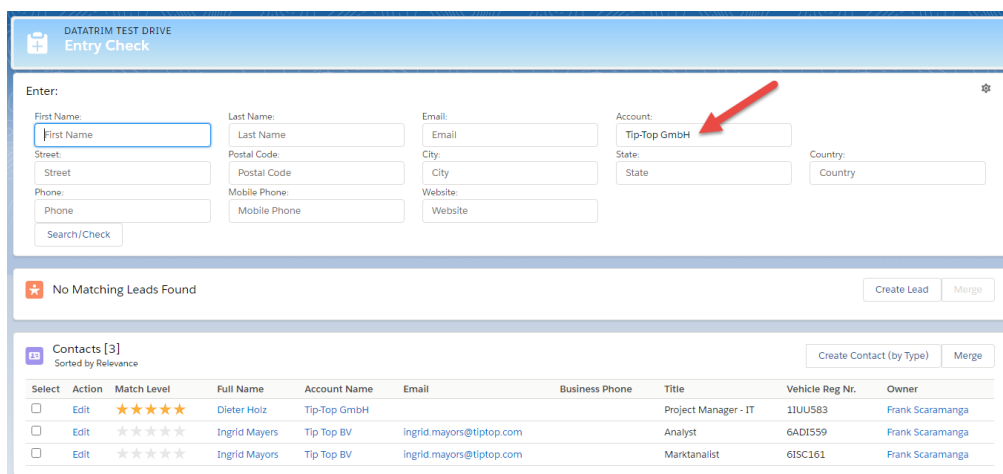 DATATRIM TEST DRIVE
Entry Check
Enter:
First Name: Last Name: Email: Account:
First Name Last Name Email Tip-Top GmbH
Street: Postal Code: City: State: Country:
Street Postal Code City State Country
Phone: Mobile Phone: Website:
Phone Mobile Phone Website
Search/Check
No Matching Leads Found Create Lead Merge
Contacts [3] Create Contact (by Type) Merge
Sorted by Relevance
Select Action Match Level Full Name Account Name Email Business Phone Title Vehicle Reg Nr. Owner
Edit Dieter Holz Tip-Top GmbH Project Manager - IT 1IUU583 Frank Scaramanga
Edit Ingrid Mayers Tip Top BV ingrid.mayors@tiptop.com Analyst 6ADI559 Frank Scaramanga
Edit Ingrid Mayors Tip Top BV ingrid.mayors@tiptop.com Marktanalist 6ISC161 Frank Scaramanga